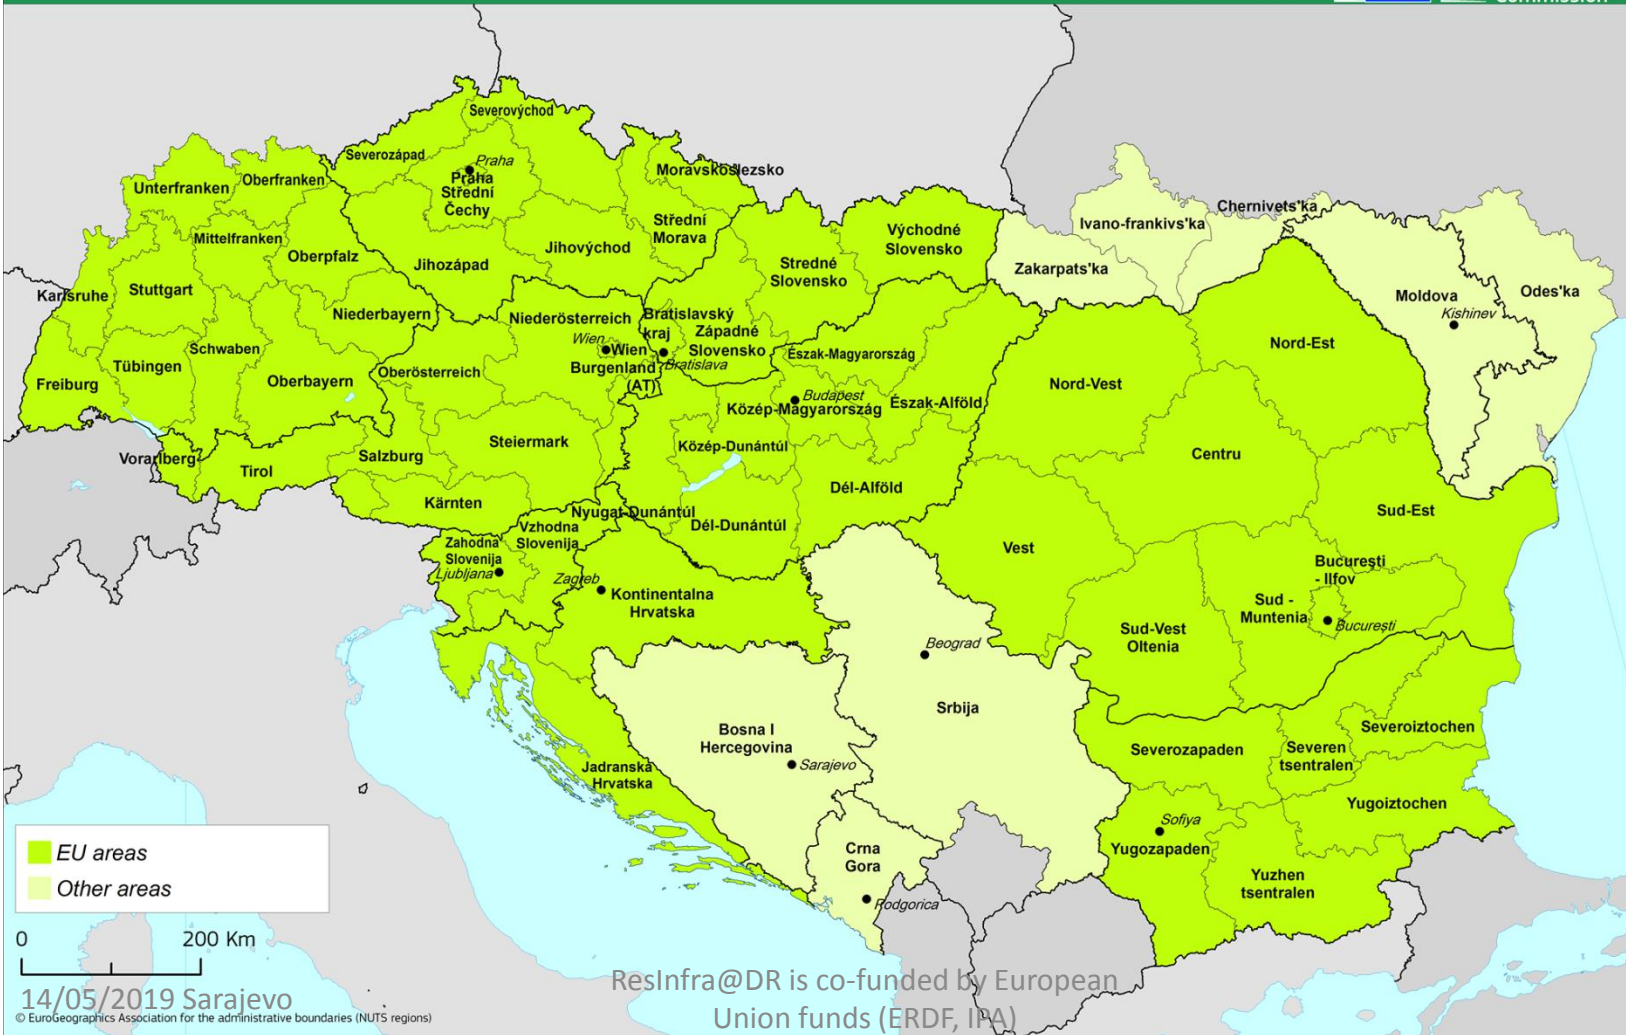 Commission
Severovýchod
Severozápad
Praha
Praha
Střední
Čechy
Moravskoslezsko
Unterfranken
Oberfranken
Mittelfranken
Oberpfalz
Jihozápad
Jihovýchod
Střední
Morava
Stredné
Slovensko
Východné
Slovensko
Zakarpats'ka
Ivano-frankivs'ka
Chernivets'ka
Moldova
Kishinev
Odes'ka
Karlsruhe
Stuttgart
Niederbayern
Niederösterreich
Wien
Wien
Bratislavský
kraj
Bratislava
Západné
Slovensko
Burgenland
(AT)
Észak-Magyarország
Nord-Vest
Nord-Est
Freiburg
Tübingen
Schwaben
Oberbayern
Oberösterreich
Budapest
Közép-Magyarország
Észak-Alföld
Vorarlberg
Tirol
Salzburg
Steiermark
Közép-Dunántúl
Centru
Kärnten
Nyugat-Dunántúl
Dél-Dunántúl
Dél-Alföld
Sud-Est
Vzhodna
Slovenija
Zahodna
Slovenija
Ljubljana
Zagreb
Kontinentalna
Hrvatska
Vest
Bucureşti
- Ilfov
Sud -
Muntenia
Bucureşti
Sud-Vest
Oltenia
Beograd
Srbija
Bosna I
Hercegovina
Sarajevo
Jadranska
Hrvatska
Severozapaden
Severen
tsentralen
Severoiztochen
Yugoiztochen
Sofiya
Yugozapaden
Yuzhen
tsentralen
Crna
Gora
Podgorica
EU areas
Other areas
0 200 Km
14/05/2019 Sarajevo
© EuroGeographics Association for the administrative boundaries (NUTS regions)
ResInfra@DR is co-funded by European
Union funds (ERDF, IPA)